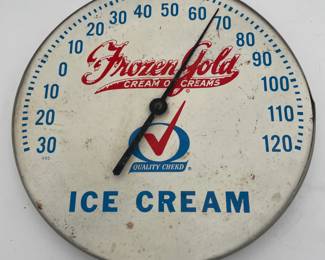 30 20 10 0 10 20 30 40 50 60 70 80 90 100 110 120
Frozen Gold
CREAM O' CREAMS
QUALITY CHEKD
ICE CREAM